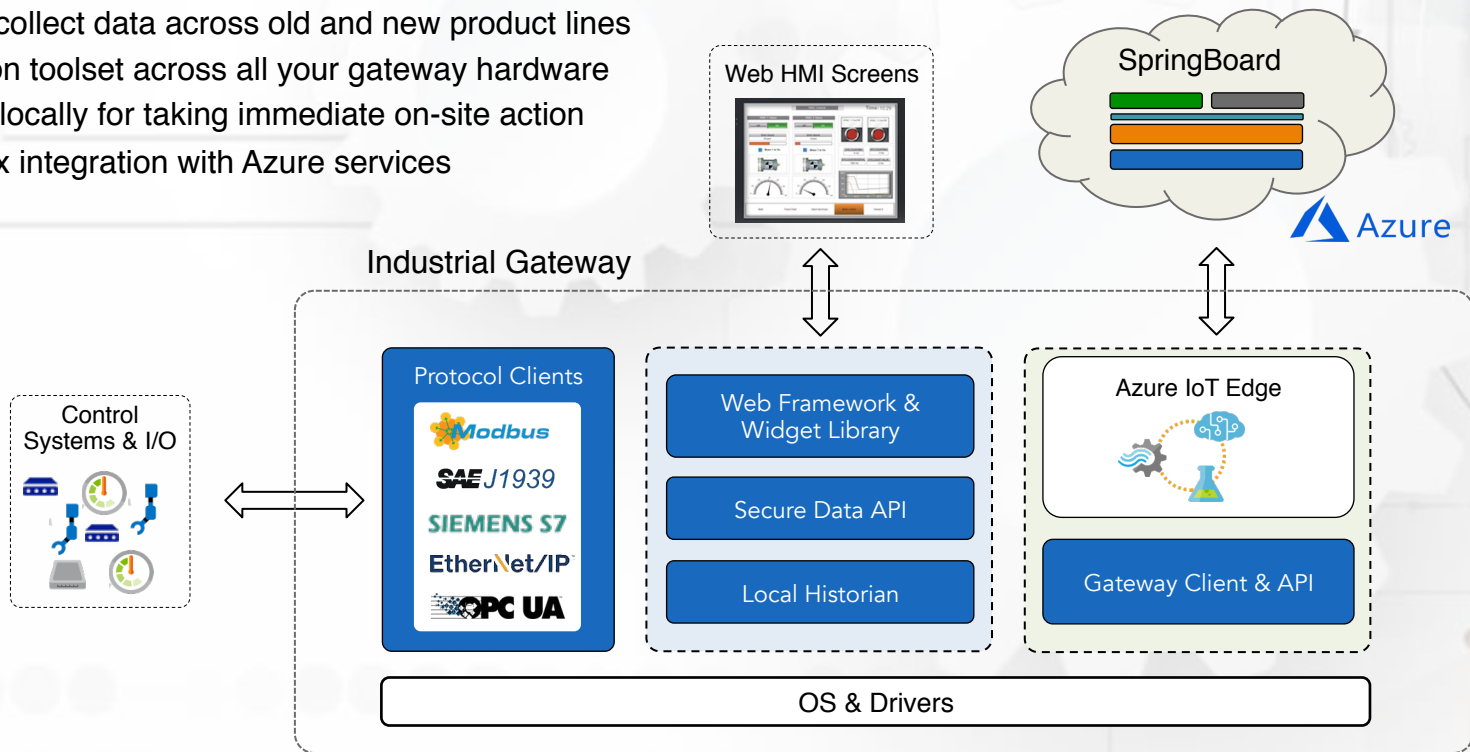 collect data across old and new product lines
on toolset across all your gateway hardware
locally for taking immediate on-site action
x integration with Azure services
Web HMI Screens
SpringBoard
Azure
Industrial Gateway
Control
Systems & I/O
Protocol Clients
Modbus
SAE J1939
SIEMENS S7
EtherNet/IP
OPC UA
Web Framework &
Widget Library
Secure Data API
Local Historian
Azure IoT Edge
Gateway Client & API
OS & Drivers